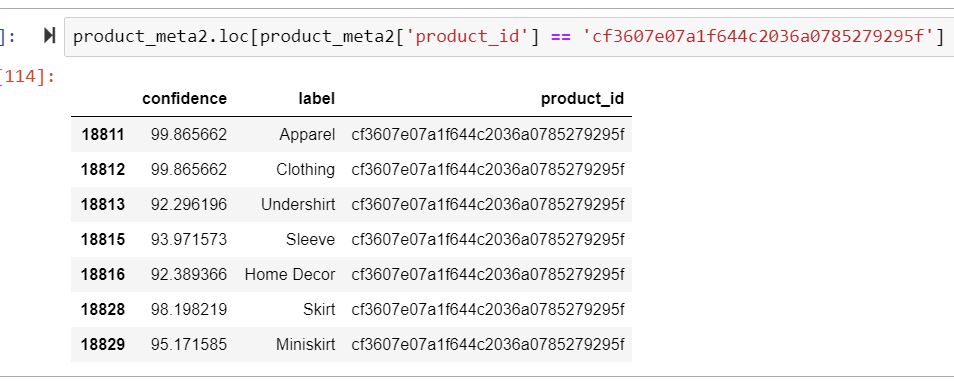 ]: product_meta2.loc[product_meta2['product_id'] == 'cf3607e07a1f644c2036a0785279295f']
[114]:
confidence label product_id
18811 99.865662 Apparel cf3607e07a1f644c2036a0785279295f
18812 99.865662 Clothing cf3607e07a1f644c2036a0785279295f
18813 92.296196 Undershirt cf3607e07a1f644c2036a0785279295f
18815 93.971573 Sleeve cf3607e07a1f644c2036a0785279295f
18816 92.389366 Home Decor cf3607e07a1f644c2036a0785279295f
18828 98.198219 Skirt cf3607e07a1f644c2036a0785279295f
18829 95.171585 Miniskirt cf3607e07a1f644c2036a0785279295f